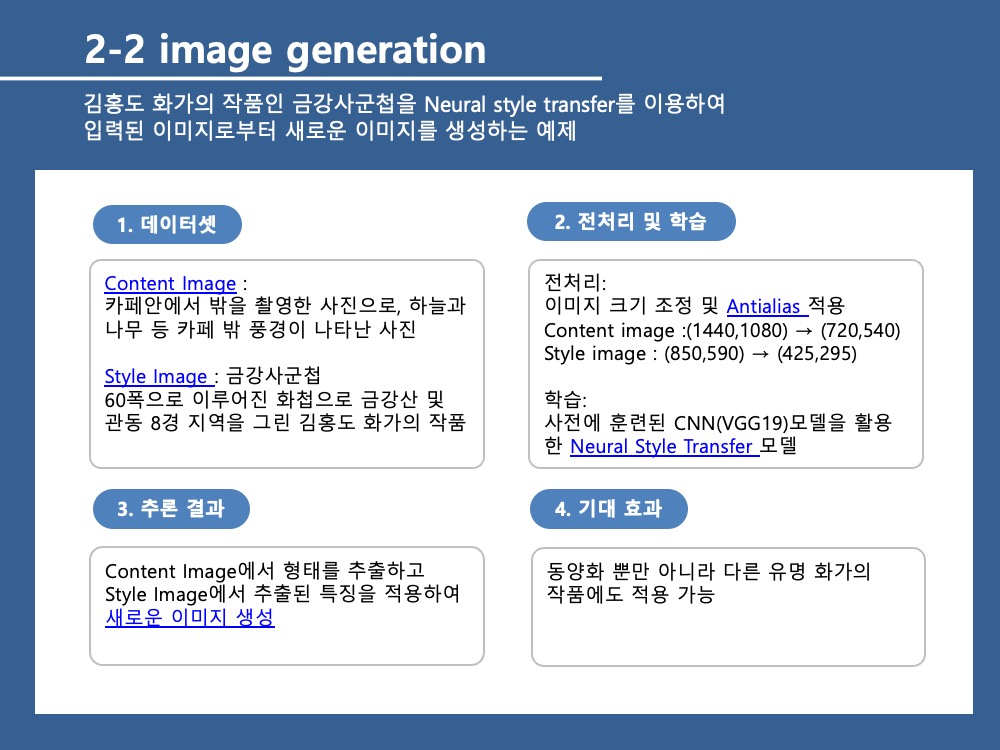 2-2 image generation
김홍도 화가의 작품인 금강사군첩을 Neural style transfer를 이용하여
입력된 이미지로부터 새로운 이미지를 생성하는 예제
1. 데이터셋
Content Image :
카페안에서 밖을 촬영한 사진으로, 하늘과
나무 등 카페 밖 풍경이 나타난 사진
Style Image : 금강사군첩
60폭으로 이루어진 화첩으로 금강산 및
관동 8경 지역을 그린 김홍도 화가의 작품
2. 전처리 및 학습
전처리:
이미지 크기 조정 및 Antialias 적용
Content image :(1440,1080) → (720,540)
Style image : (850,590) → (425,295)
학습:
사전에 훈련된 CNN(VGG19)모델을 활용
한 Neural Style Transfer 모델
3. 추론 결과
Content Image에서 형태를 추출하고
Style Image에서 추출된 특징을 적용하여
새로운 이미지 생성
4. 기대 효과
동양화 뿐만 아니라 다른 유명 화가의
작품에도 적용 가능